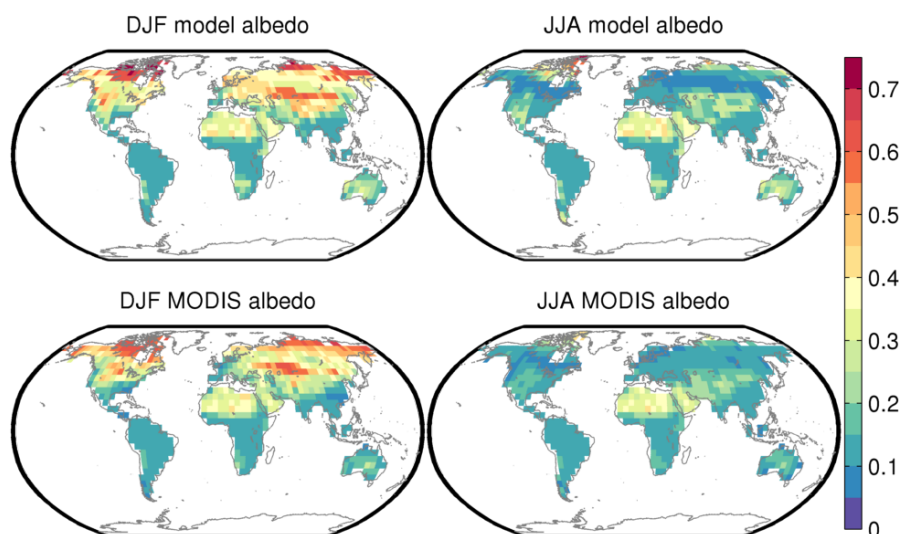 DJF model albedo
JJA model albedo
DJF MODIS albedo
JJA MODIS albedo
0.7
0.6
0.5
0.4
0.3
0.2
0.1
0